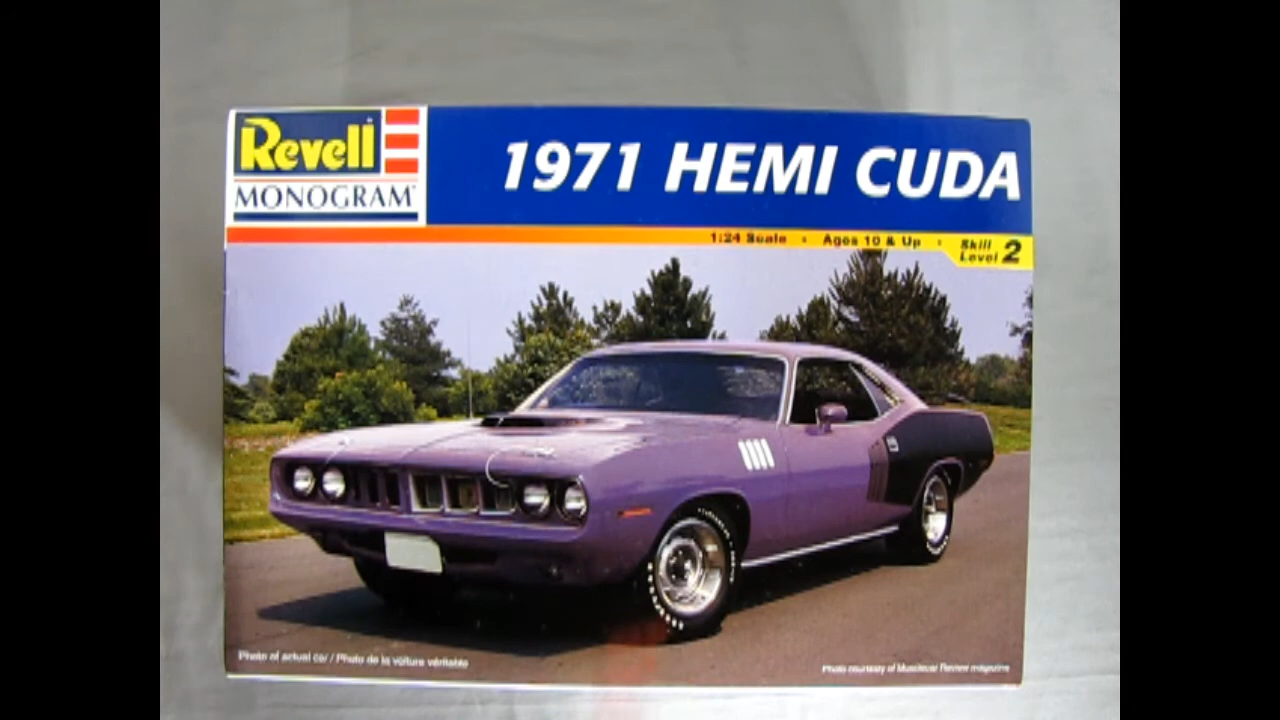 Revell
MONOGRAM
1971 HEMI CUDA
1:24 Scale • Ages 10 & Up • Skill Level 2
Photo of actual car / Photo de la voiture véritable
Photo courtesy of Musclecar Review magazine